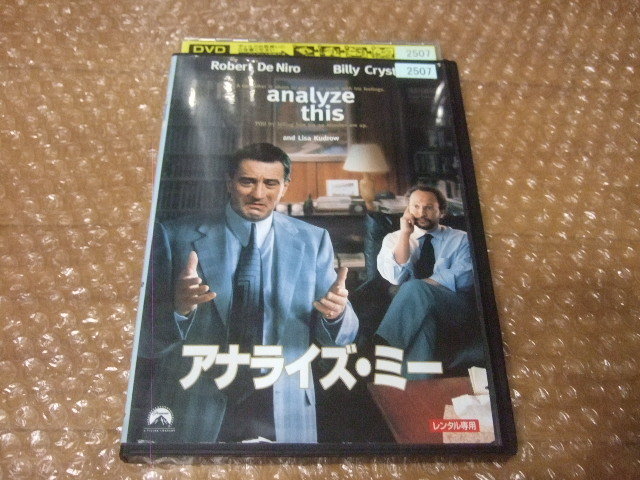 DVD
2507
2507
Robert De Niro Billy Cryst
analyze
this
and Lisa Kudrow
アナライズ・ミー
レンタル専用